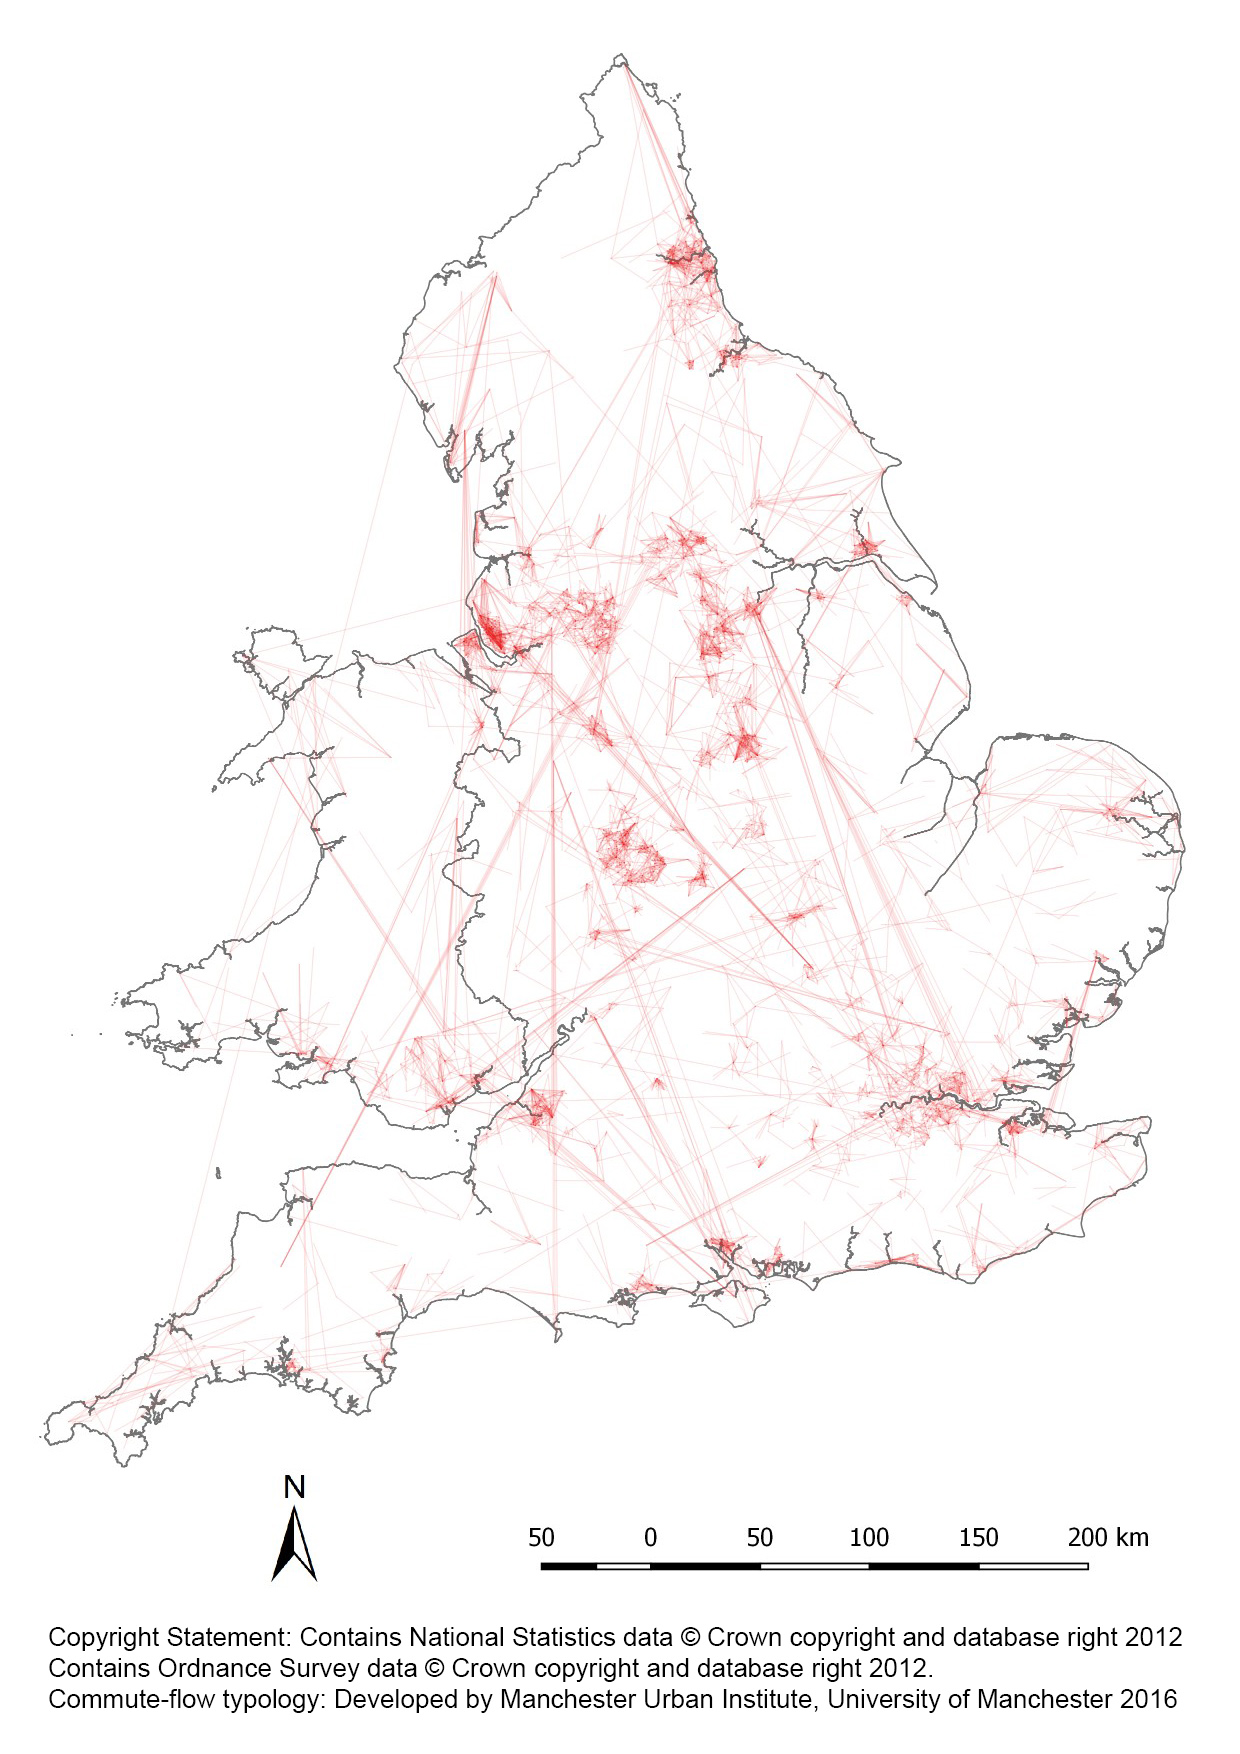 N
50 0 50 100 150 200 km
Copyright Statement: Contains National Statistics data © Crown copyright and database right 2012
Contains Ordnance Survey data © Crown copyright and database right 2012.
Commute-flow typology: Developed by Manchester Urban Institute, University of Manchester 2016